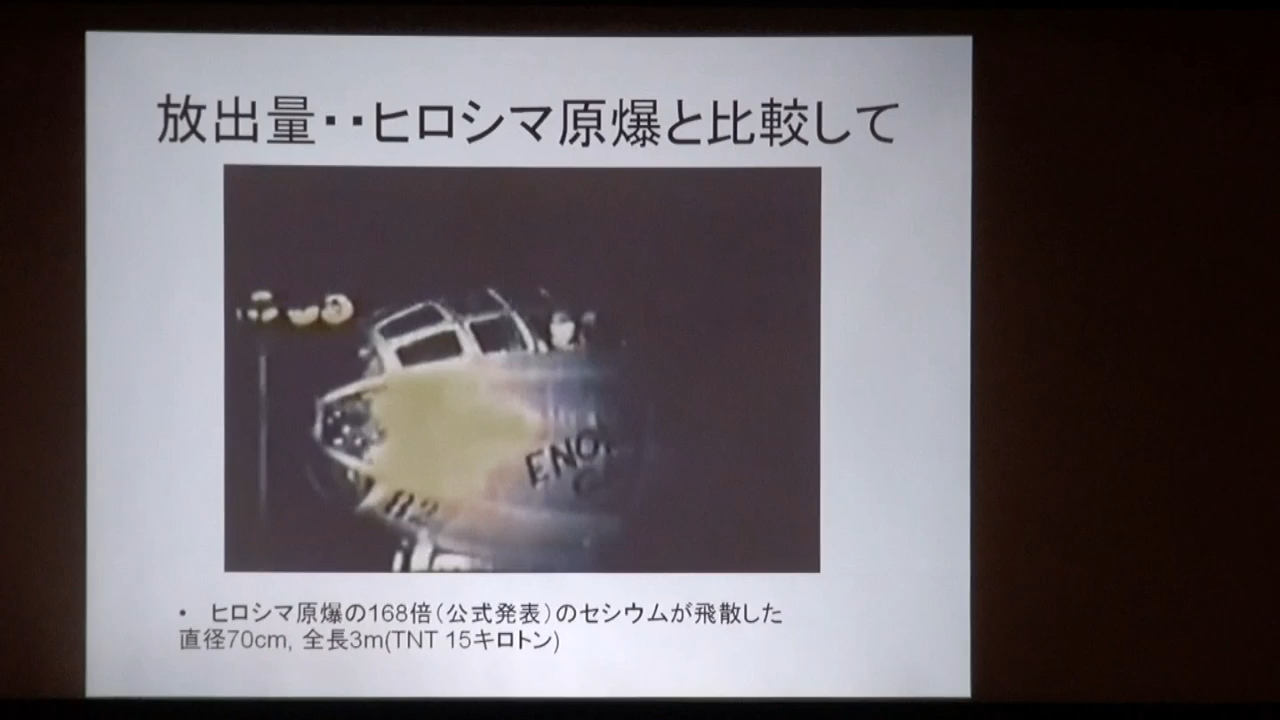 放出量・・ヒロシマ原爆と比較して
82
• ヒロシマ原爆の168倍(公式発表)のセシウムが飛散した
直径70cm, 全長3m(TNT 15キロトン)